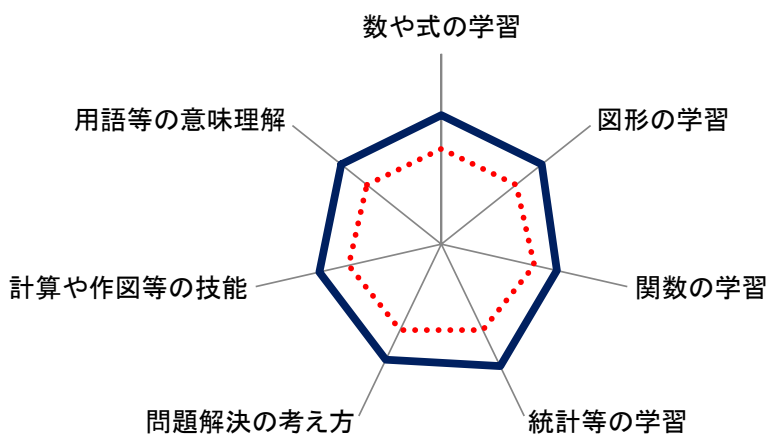 数や式の学習
図形の学習
関数の学習
統計等の学習
問題解決の考え方
計算や作図等の技能
用語等の意味理解